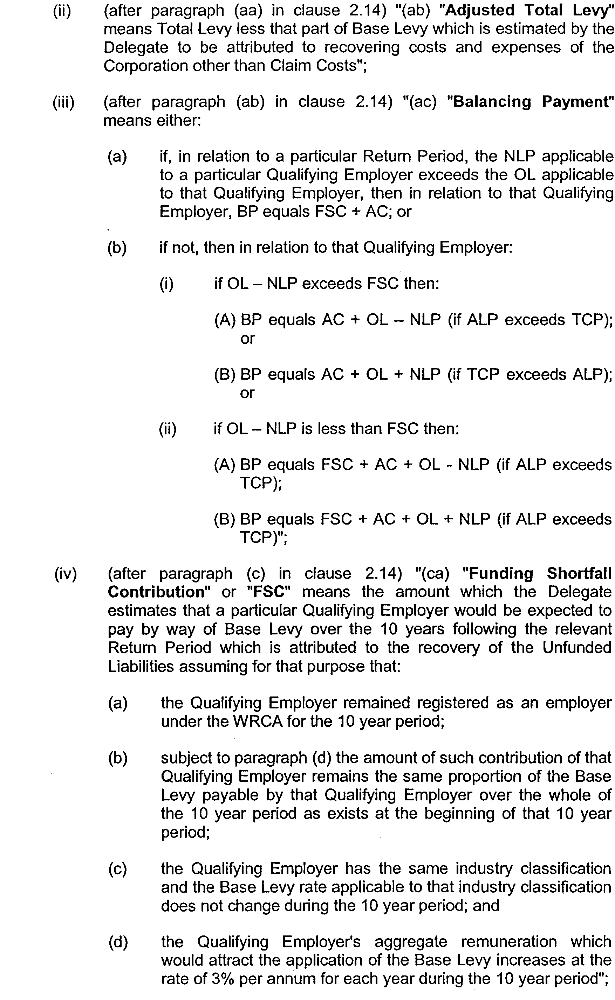 (ii) (after paragraph (aa) in clause 2.14) "(ab) "Adjusted Total Levy"
means Total Levy less that part of Base Levy which is estimated by the
Delegate to be attributed to recovering costs and expenses of the
Corporation other than Claim Costs";
(iii) (after paragraph (ab) in clause 2.14) "(ac) "Balancing Payment"
means either:
(a) if, in relation to a particular Return Period, the NLP applicable
to a particular Qualifying Employer exceeds the OL applicable
to that Qualifying Employer, then in relation to that Qualifying
Employer, BP equals FSC + AC; or
(b) if not, then in relation to that Qualifying Employer:
(i) if OL – NLP exceeds FSC then:
(A) BP equals AC + OL – NLP (if ALP exceeds TCP);
or
(B) BP equals AC + OL + NLP (if TCP exceeds ALP);
or
(ii) if OL – NLP is less than FSC then:
(A) BP equals FSC + AC + OL - NLP (if ALP exceeds
TCP);
(B) BP equals FSC + AC + OL + NLP (if ALP exceeds
TCP)";
(iv) (after paragraph (c) in clause 2.14) "(ca) "Funding Shortfall
Contribution" or "FSC" means the amount which the Delegate
estimates that a particular Qualifying Employer would be expected to
pay by way of Base Levy over the 10 years following the relevant
Return Period which is attributed to the recovery of the Unfunded
Liabilities assuming for that purpose that:
(a) the Qualifying Employer remained registered as an employer
under the WRCA for the 10 year period;
(b) subject to paragraph (d) the amount of such contribution of that
Qualifying Employer remains the same proportion of the Base
Levy payable by that Qualifying Employer over the whole of
the 10 year period as exists at the beginning of that 10 year
period;
(c) the Qualifying Employer has the same industry classification
and the Base Levy rate applicable to that industry classification
does not change during the 10 year period; and
(d) the Qualifying Employer's aggregate remuneration which
would attract the application of the Base Levy increases at the
rate of 3% per annum for each year during the 10 year period";